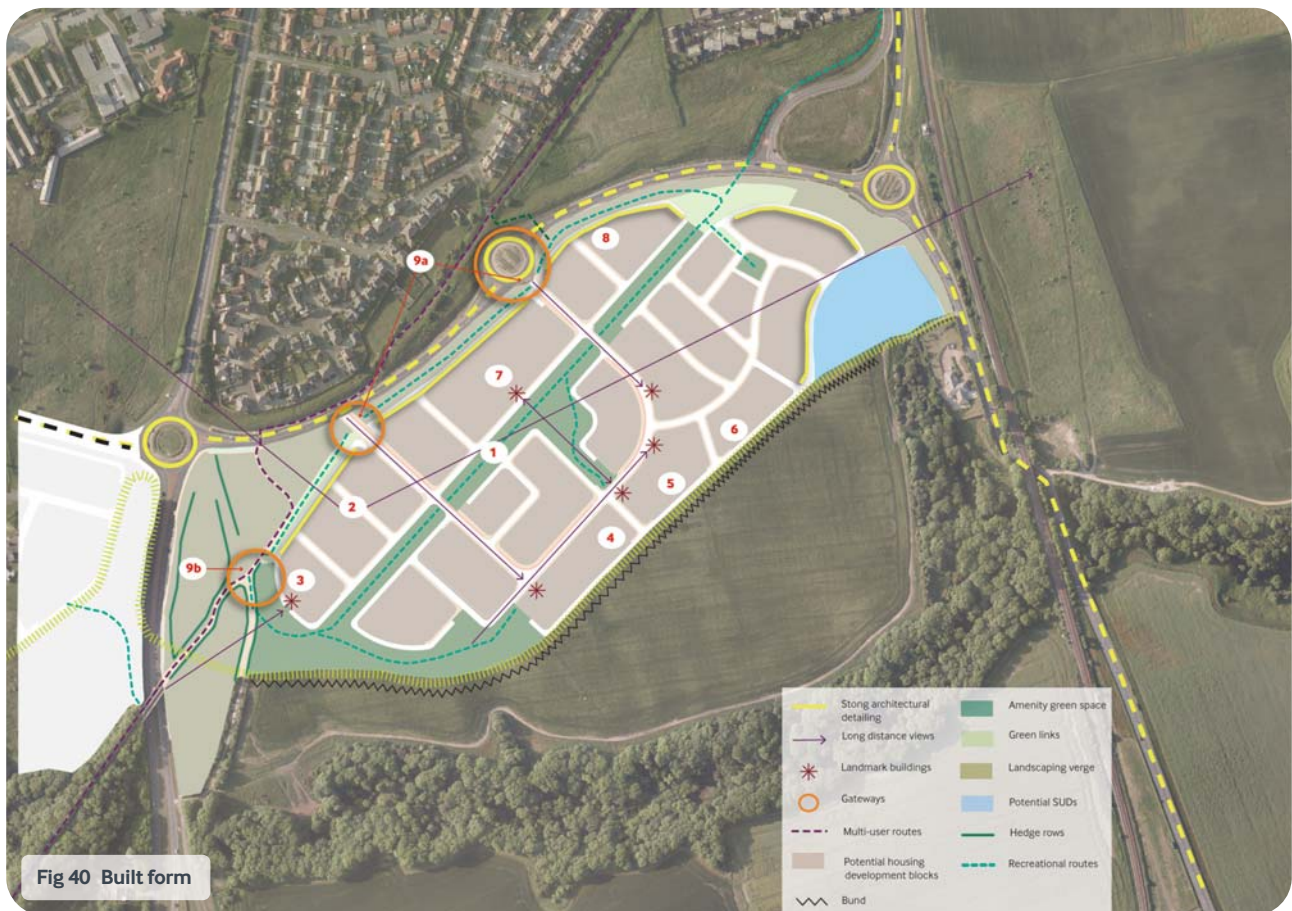 9a
8
7
1
6
2
5
4
9b
3
Stong architectural
detailing
Long distance views
Landmark buildings
Gateways
Multi-user routes
Potential housing
development blocks
Bund
Amenity green space
Green links
Landscaping verge
Potential SUDs
Hedge rows
Recreational routes
Fig 40 Built form